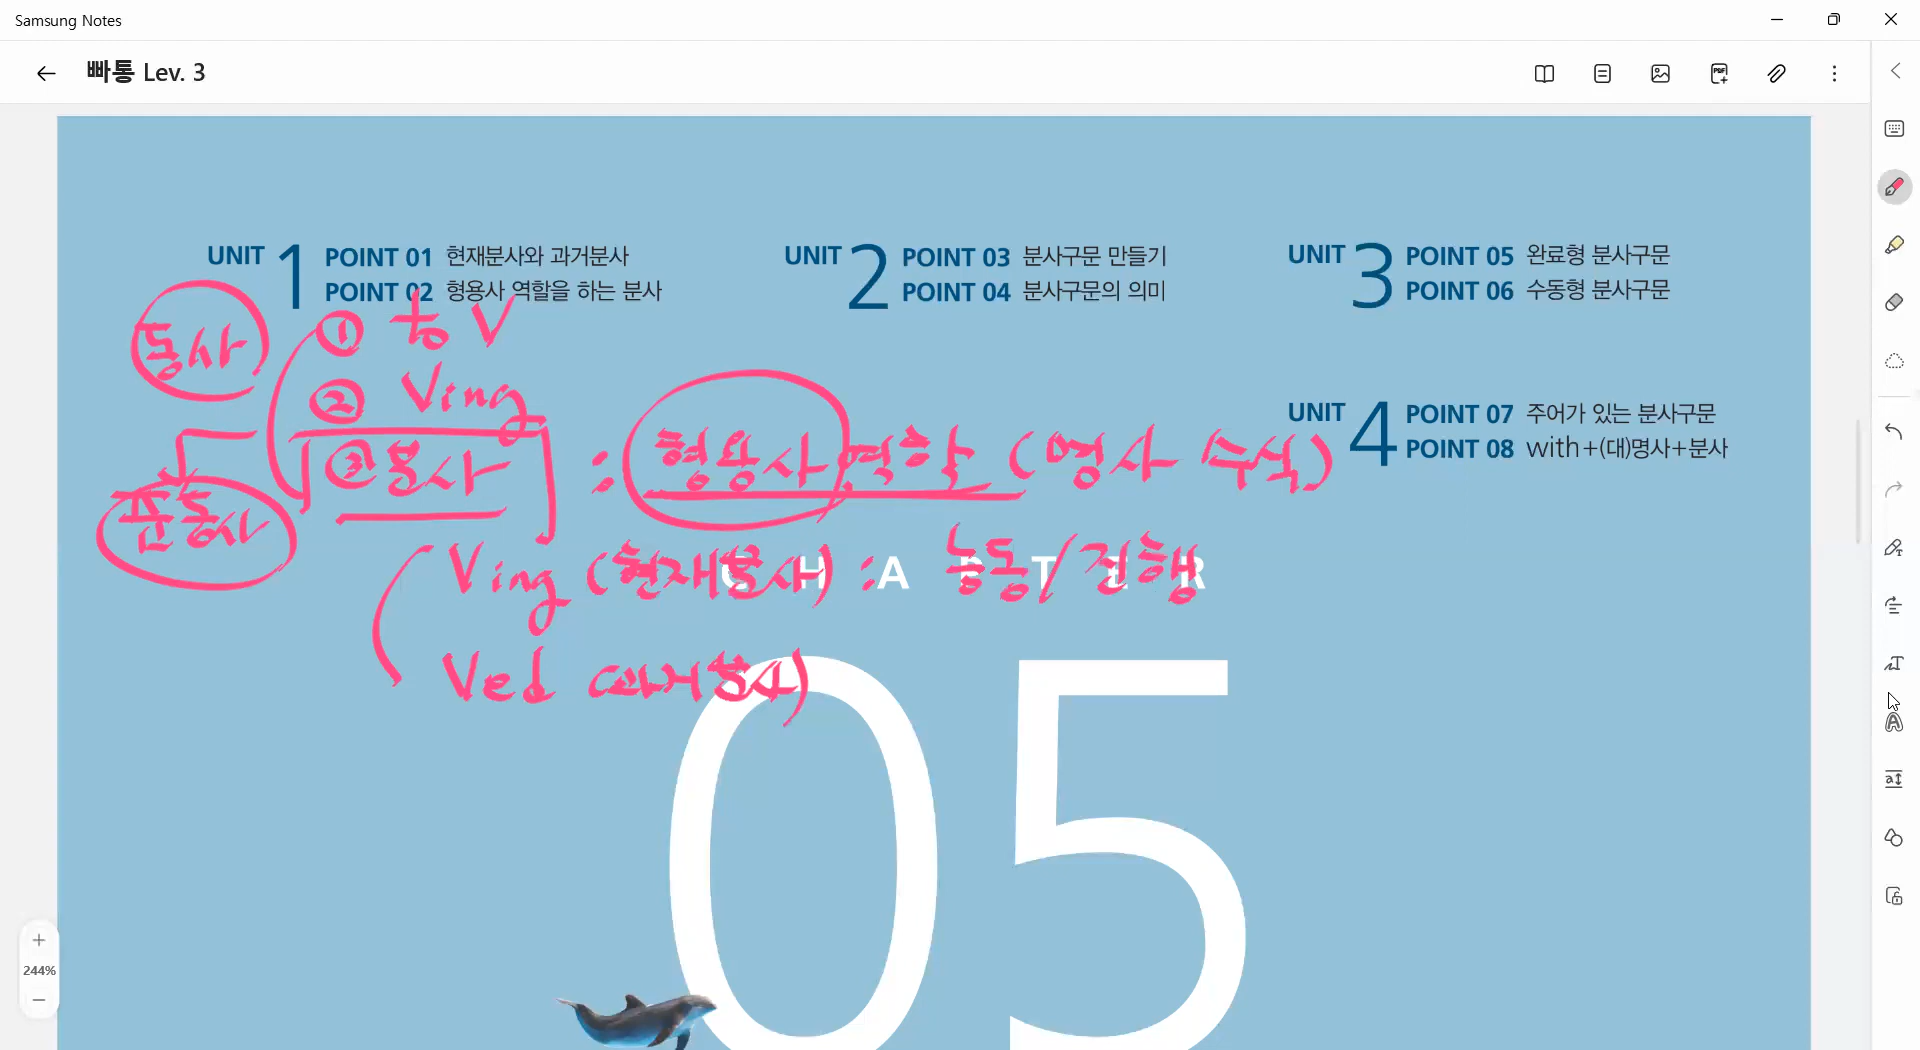 Samsung Notes
빠통 Lev. 3
UNIT 1 POINT 01 현재분사와 과거분사
POINT 02 형용사 역할을 하는 분사
UNIT 2 POINT 03 분사구문 만들기
POINT 04 분사구문의 의미
UNIT 3 POINT 05 완료형 분사구문
POINT 06 수동형 분사구문
UNIT 4 POINT 07 주어가 있는 분사구문
POINT 08 with+(대)명사+분사
동사
① to V
② Ving
③ 분사 : 형용사 역할 (명사 수식)
준동사
Ving (현재분사) : 능동/진행
Ved (과거분사)
CHAPTER
05
244%